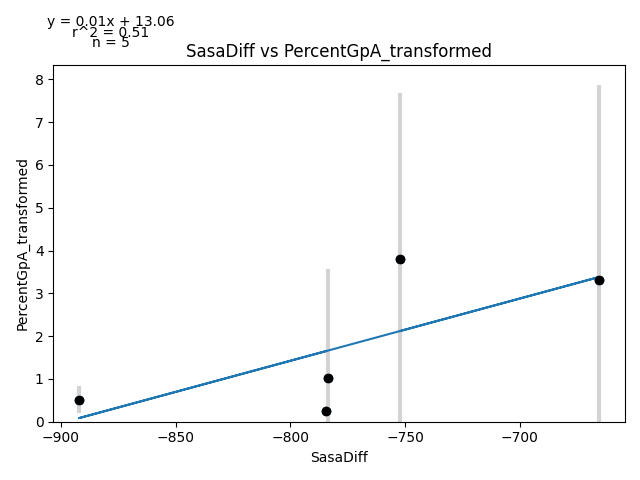 y = 0.01x + 13.06
r^2 = 0.51
n = 5
SasaDiff vs PercentGpA_transformed
8
7
6
5
4
3
2
1
0
PercentGpA_transformed
−900
−850
−800
−750
−700
SasaDiff